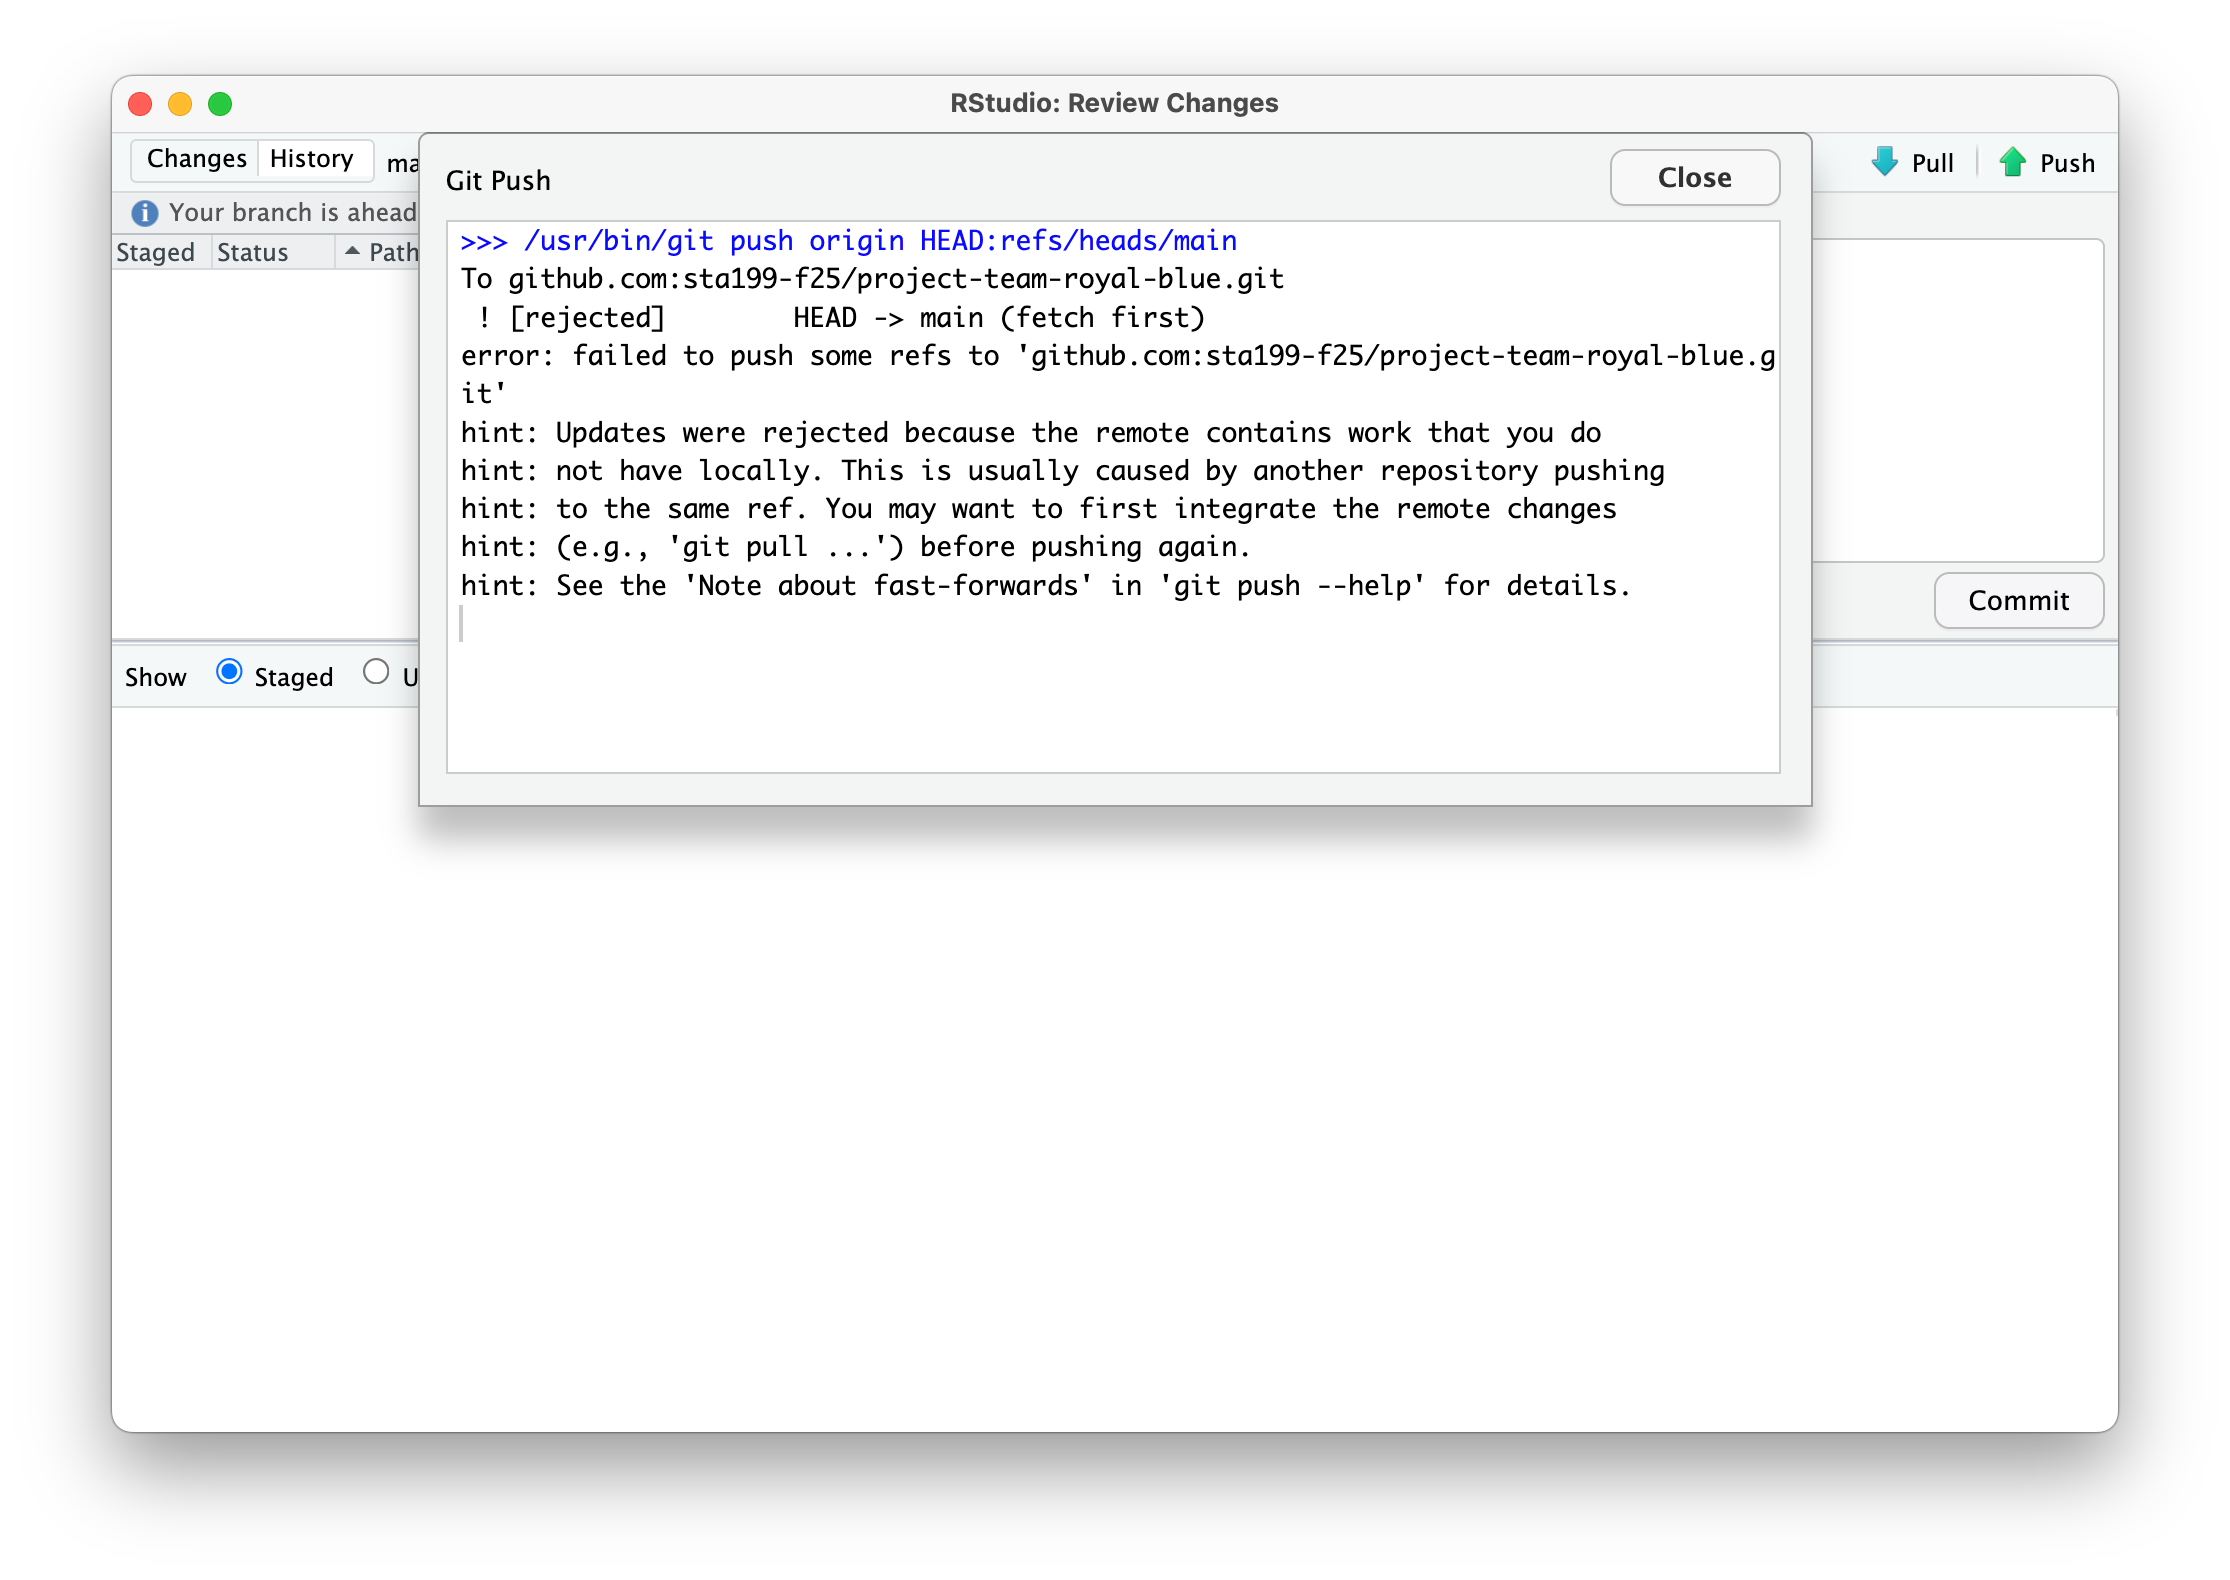 RStudio: Review Changes
Changes History ma
Pull Push
Git Push
Close
Your branch is ahead
Staged Status Path
>>> /usr/bin/git push origin HEAD:refs/heads/main
To github.com:sta199-f25/project-team-royal-blue.git
 ! [rejected]        HEAD -> main (fetch first)
error: failed to push some refs to 'github.com:sta199-f25/project-team-royal-blue.g
it'
hint: Updates were rejected because the remote contains work that you do
hint: not have locally. This is usually caused by another repository pushing
hint: to the same ref. You may want to first integrate the remote changes
hint: (e.g., 'git pull ...') before pushing again.
hint: See the 'Note about fast-forwards' in 'git push --help' for details.
Commit
Show Staged U